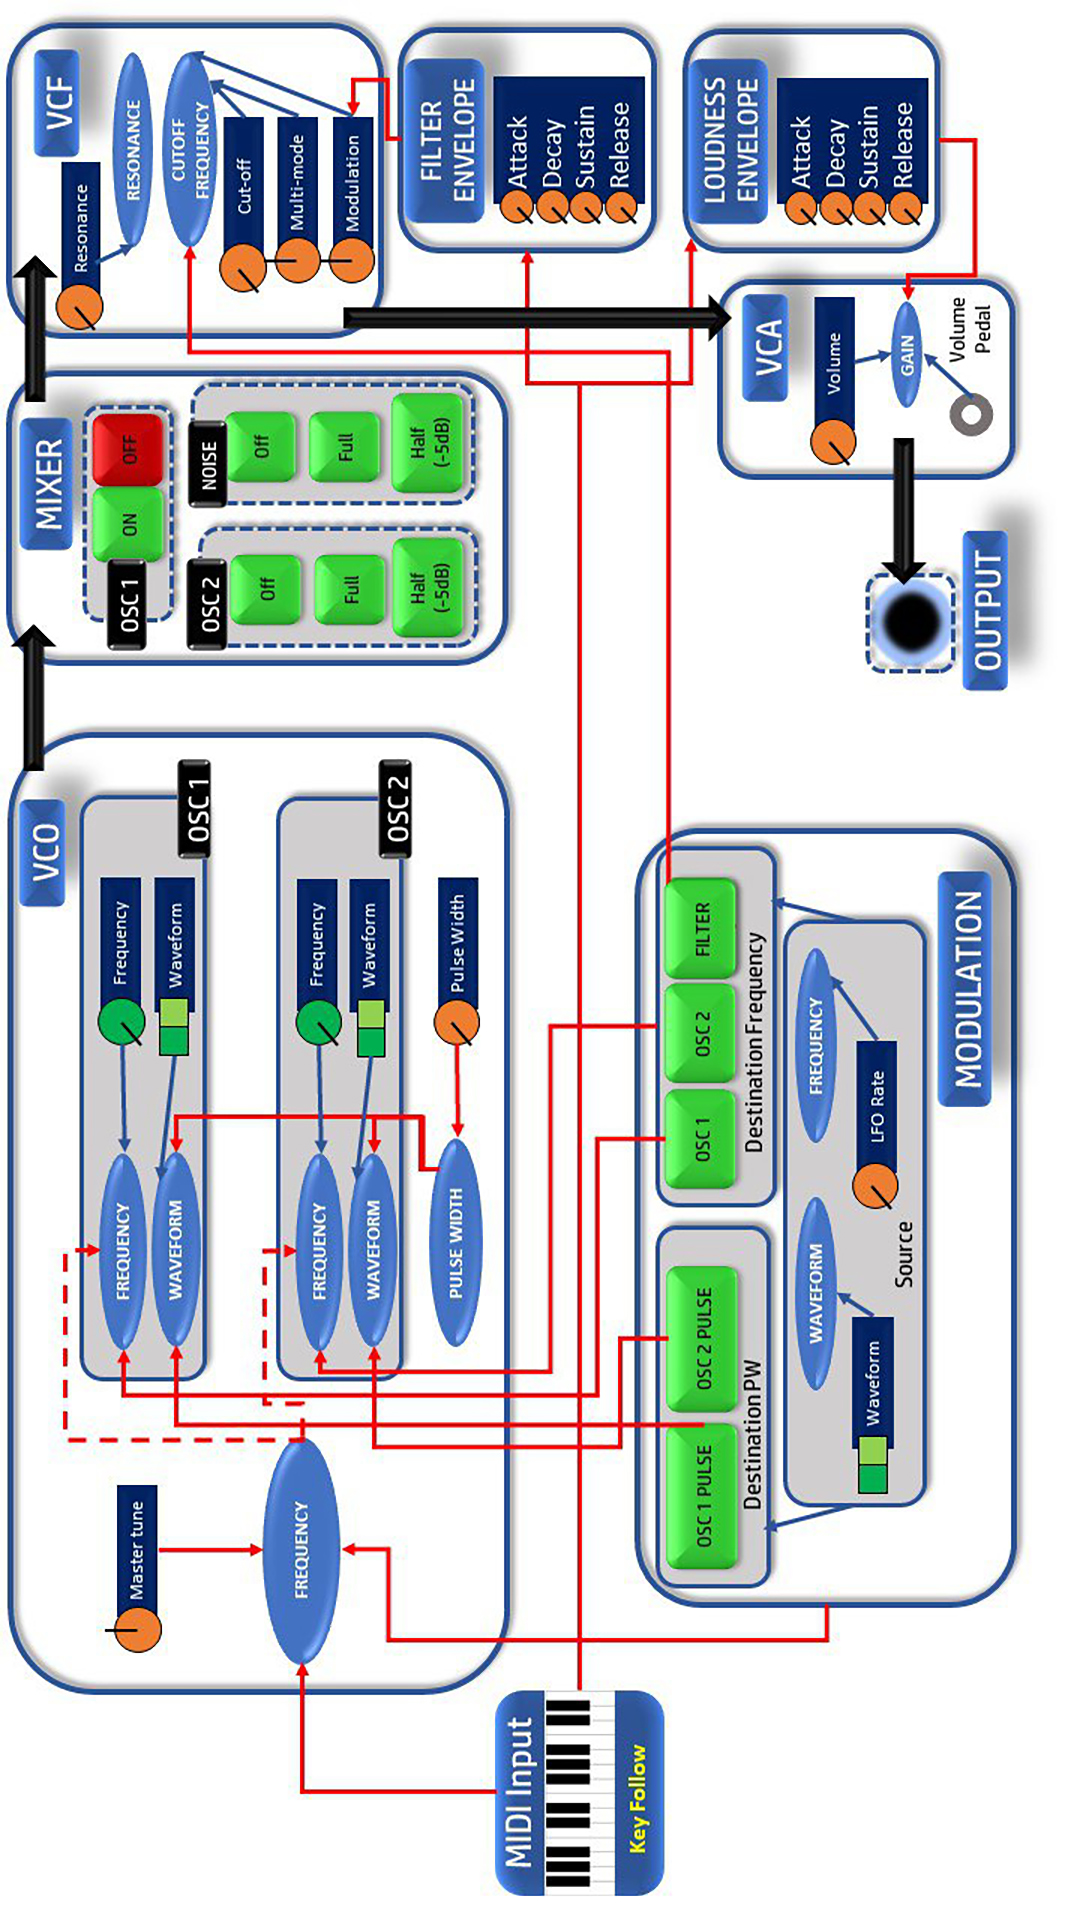 VCO
Master tune
FREQUENCY
FREQUENCY
Frequency
WAVEFORM
Waveform
OSC 1
FREQUENCY
Frequency
WAVEFORM
Waveform
OSC 2
PULSE WIDTH
Pulse Width
MIXER
OSC 1
ON
OFF
OSC 2
Off
Full
Half
(-5dB)
NOISE
Off
Full
Half
(-5dB)
VCF
Resonance
RESONANCE
CUTOFF
FREQUENCY
Cut-off
Multi-mode
Modulation
FILTER
ENVELOPE
Attack
Decay
Sustain
Release
MIDI Input
Key Follow
OSC 1 PULSE
OSC 2 PULSE
Destination PW
OSC 1
OSC 2
FILTER
Destination Frequency
WAVEFORM
FREQUENCY
Waveform
LFO Rate
Source
MODULATION
LOUDNESS
ENVELOPE
Attack
Decay
Sustain
Release
VCA
Volume
GAIN
Volume
Pedal
OUTPUT